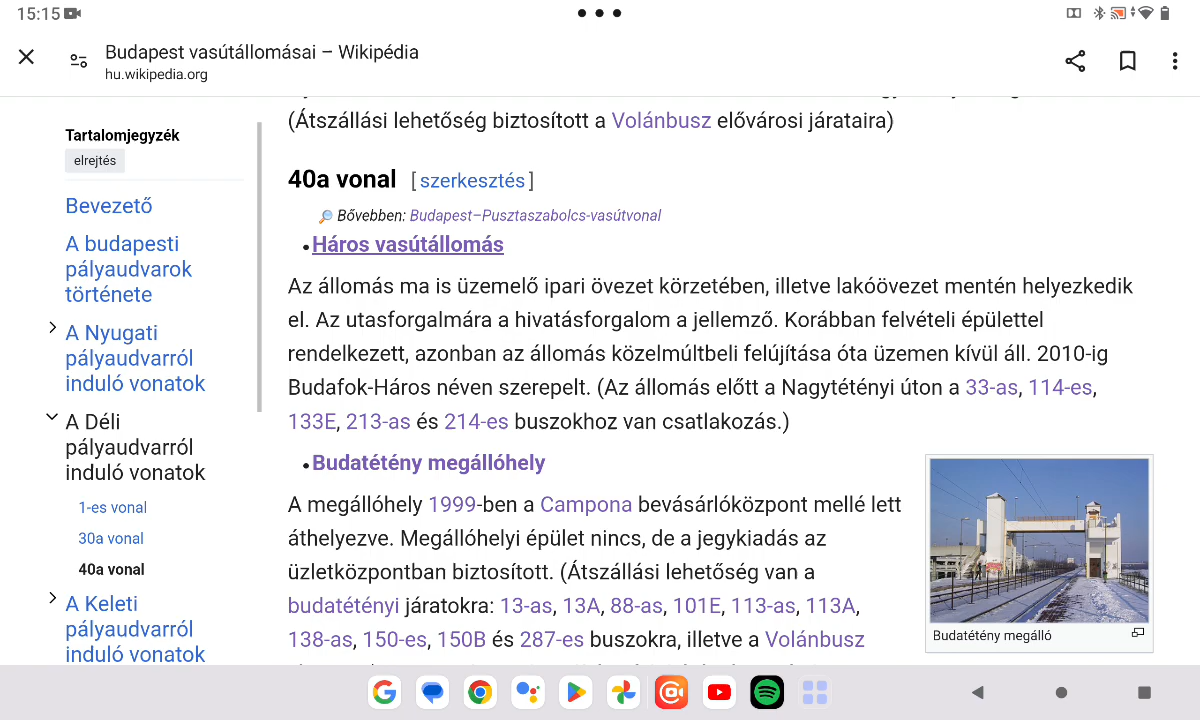 15:15
Budapest vasútállomásai – Wikipédia
hu.wikipedia.org
Tartalomjegyzék
elrejtés
Bevezető
A budapesti
pályaudvarok
története
A Nyugati
pályaudvarról
induló vonatok
A Déli
pályaudvarról
induló vonatok
1-es vonal
30a vonal
40a vonal
A Keleti
pályaudvarról
induló vonatok
(Átszállási lehetőség biztosított a Volánbusz elővárosi járataira)
40a vonal [ szerkesztés ]
Bővebben: Budapest–Pusztaszabolcs-vasútvonal
• Háros vasútállomás
Az állomás ma is üzemelő ipari övezet körzetében, illetve lakóövezet mentén helyezkedik
el. Az utasforgalmára a hivatásforgalom a jellemző. Korábban felvételi épülettel
rendelkezett, azonban az állomás közelmúltbeli felújítása óta üzemen kívül áll. 2010-ig
Budafok-Háros néven szerepelt. (Az állomás előtt a Nagytétényi úton a 33-as, 114-es,
133E, 213-as és 214-es buszokhoz van csatlakozás.)
• Budatétény megállóhely
A megállóhely 1999-ben a Campona bevásárlóközpont mellé lett
áthelyezve. Megállóhelyi épület nincs, de a jegykiadás az
üzletközpontban biztosított. (Átszállási lehetőség van a
budatétényi járatokra: 13-as, 13A, 88-as, 101E, 113-as, 113A,
138-as, 150-es, 150B és 287-es buszokra, illetve a Volánbusz
Budatétény megálló